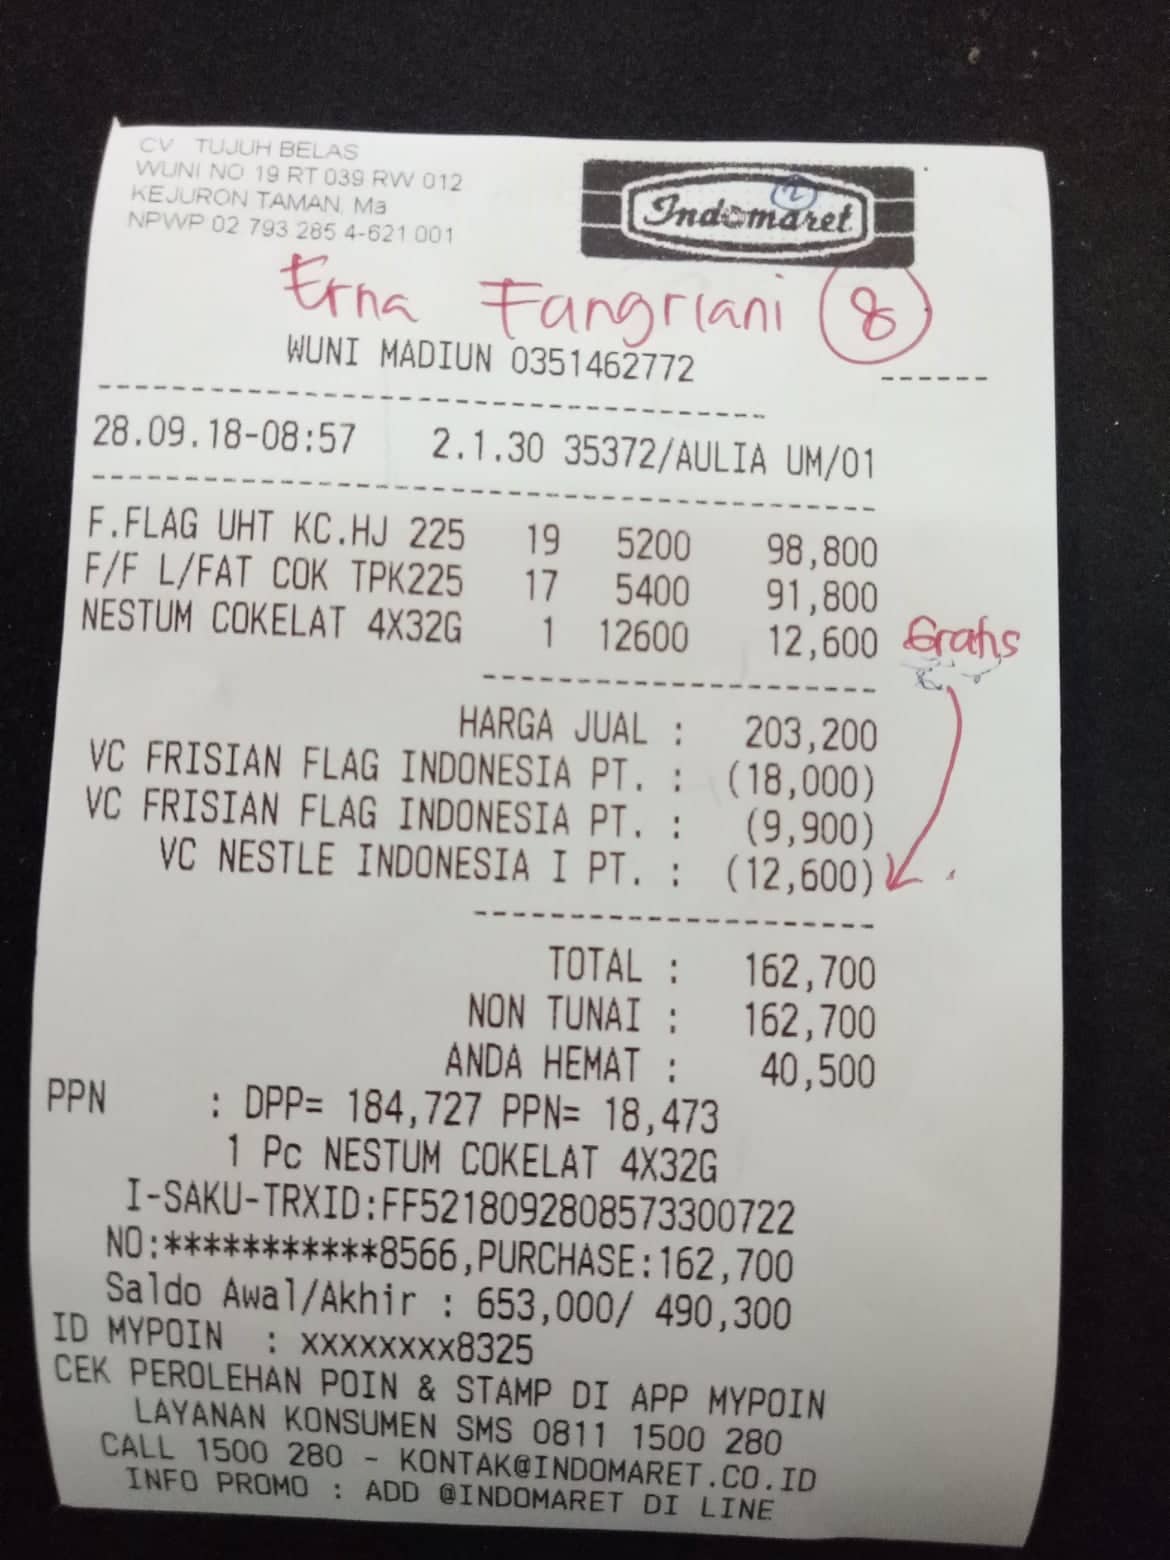 CV TUJUH BELAS
WUNI NO 19 RT 039 RW 012
KEJURON TAMAN, Ma
NPWP 02 793 285 4-621 001
Indomaret
2
Erna Fangriani 8
WUNI MADIUN 0351462772
28.09.18-08:57 2.1.30 35372/AULIA UM/01
F.FLAG UHT KC.HJ 225 19 5200 98,800
F/F L/FAT COK TPK225 17 5400 91,800
NESTUM COKELAT 4X32G 1 12600 12,600 Gratis
HARGA JUAL : 203,200
VC FRISIAN FLAG INDONESIA PT. : (18,000)
VC FRISIAN FLAG INDONESIA PT. : (9,900)
VC NESTLE INDONESIA I PT. : (12,600)
TOTAL : 162,700
NON TUNAI : 162,700
ANDA HEMAT : 40,500
PPN : DPP= 184,727 PPN= 18,473
1 Pc NESTUM COKELAT 4X32G
I-SAKU-TRXID:FF5218092808573300722
NO:***********8566,PURCHASE:162,700
Saldo Awal/Akhir : 653,000/ 490,300
ID MYPOIN : xxxxxxxx8325
CEK PEROLEHAN POIN & STAMP DI APP MYPOIN
LAYANAN KONSUMEN SMS 0811 1500 280
CALL 1500 280 - KONTAK@INDOMARET.CO.ID
INFO PROMO : ADD @INDOMARET DI LINE